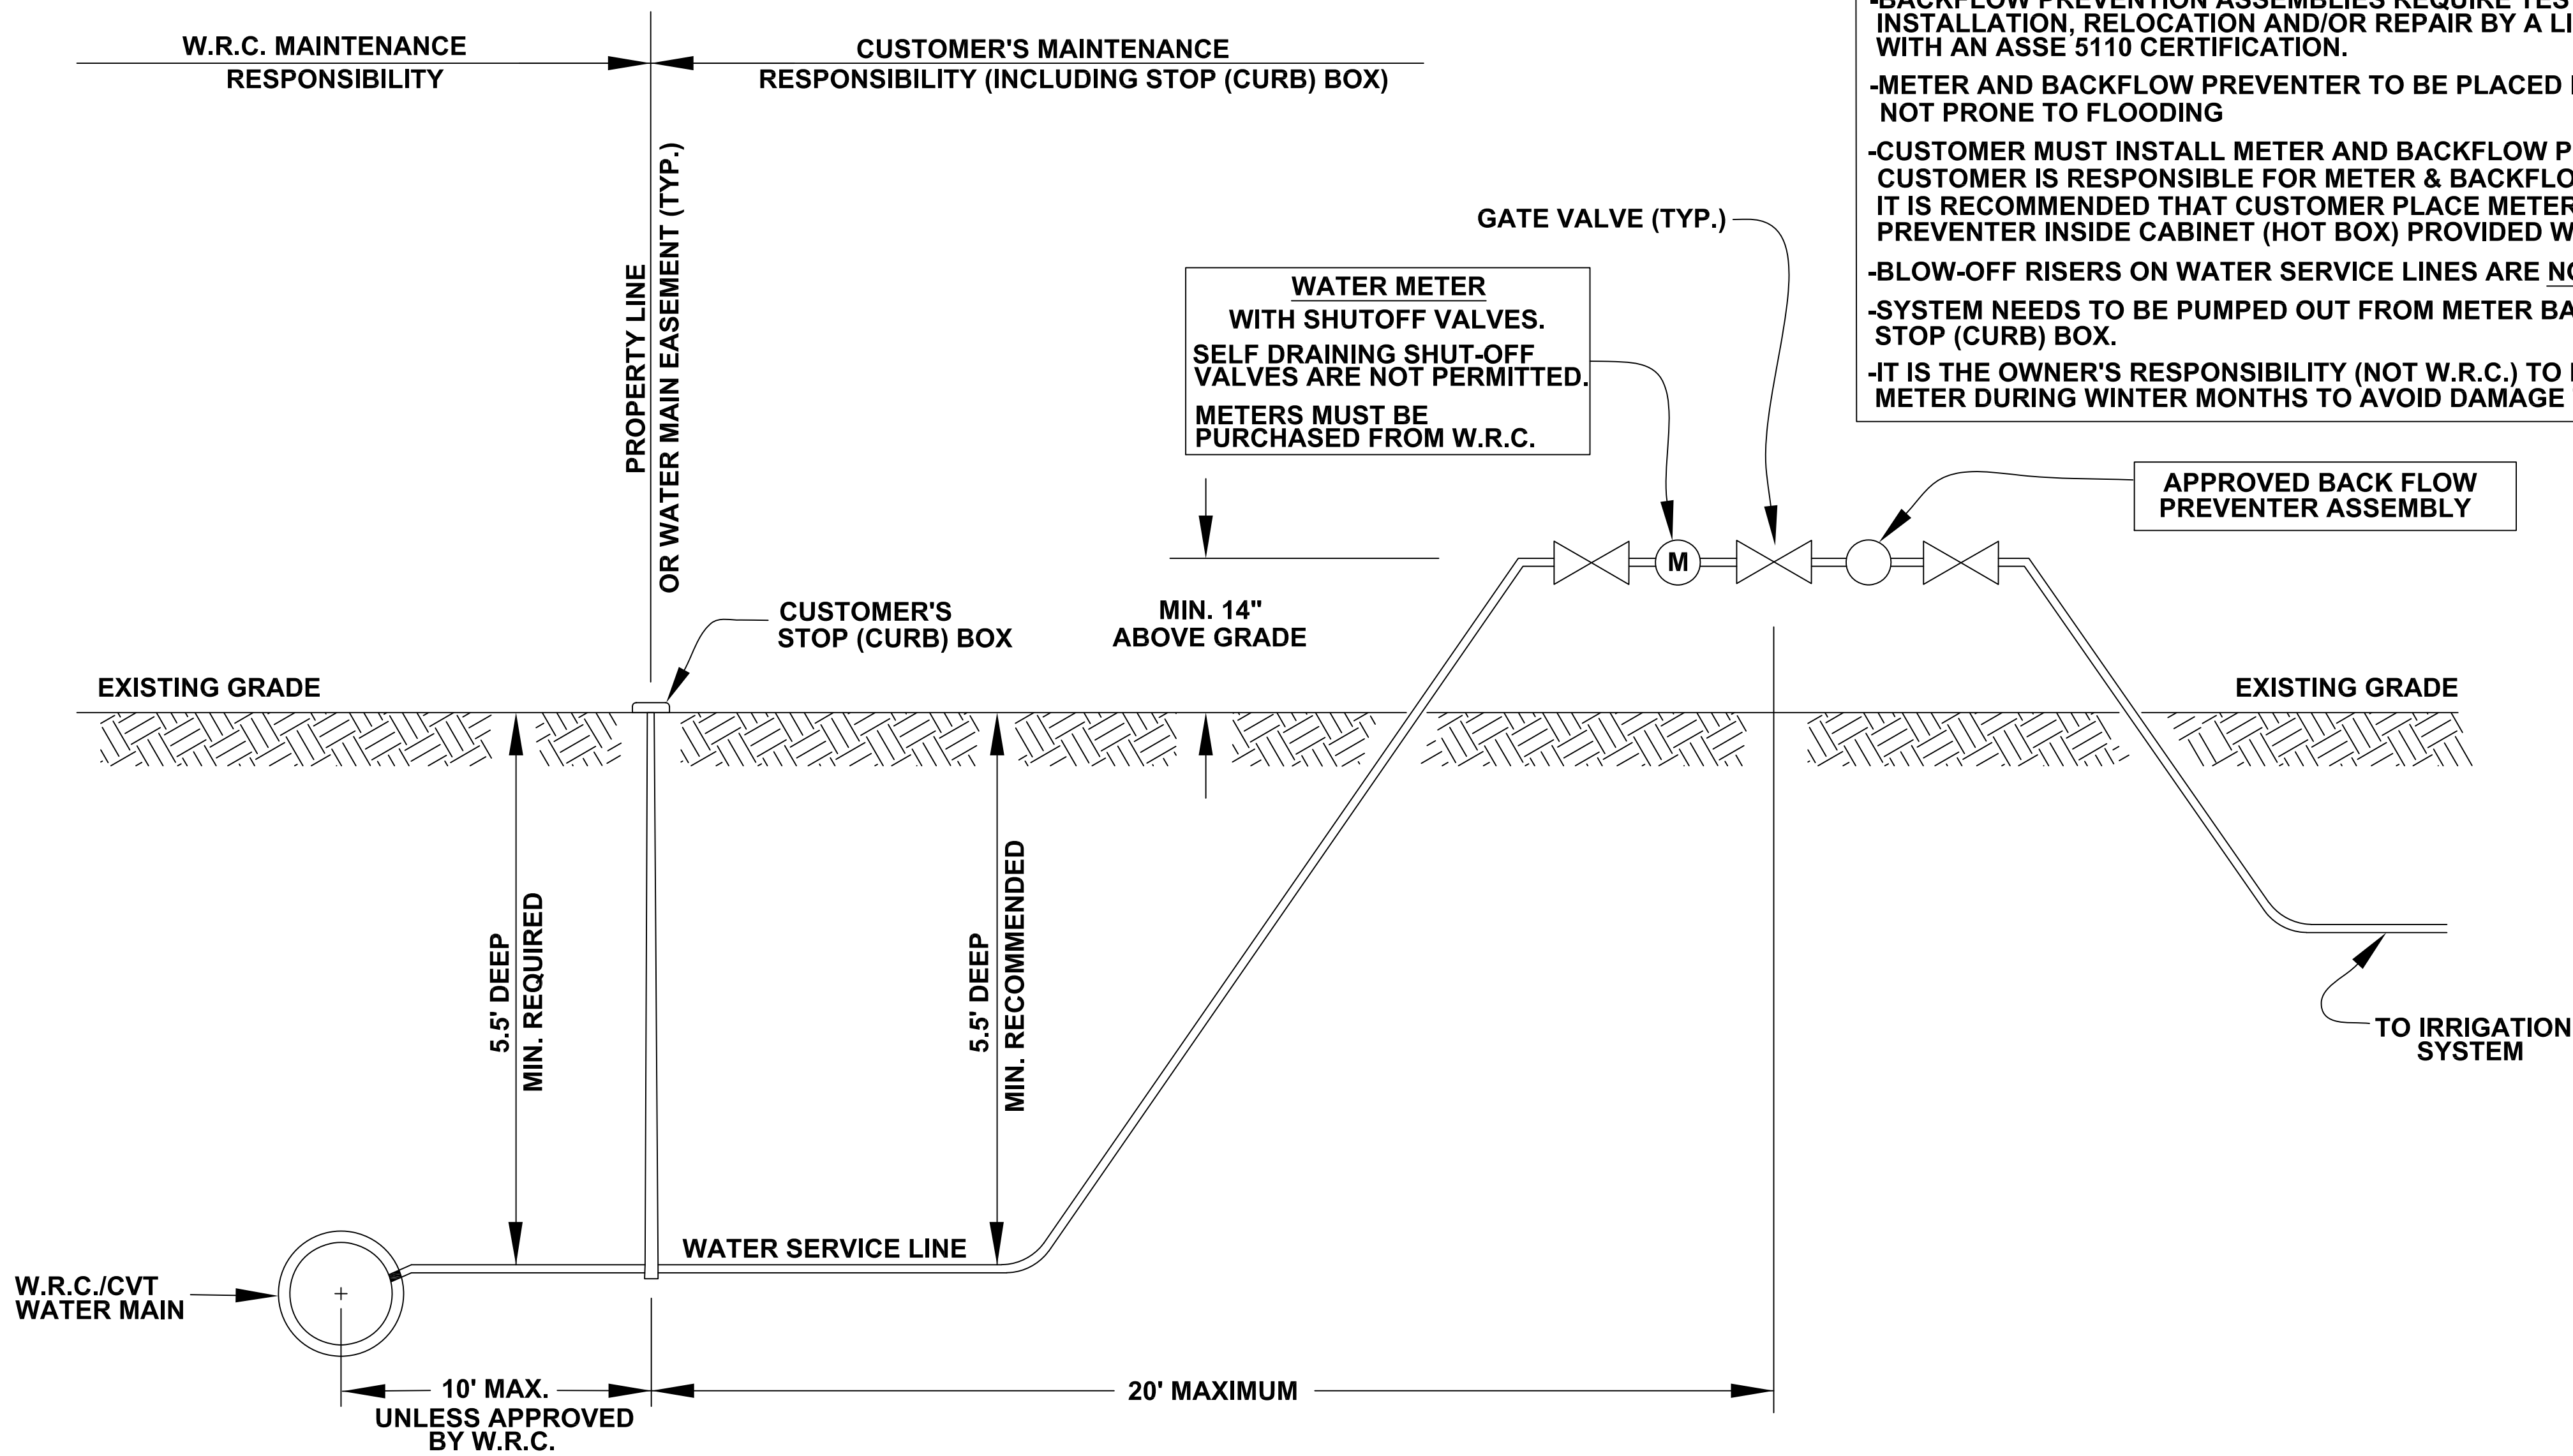 W.R.C. MAINTENANCE
RESPONSIBILITY
CUSTOMER'S MAINTENANCE
RESPONSIBILITY (INCLUDING STOP (CURB) BOX)
-BACKFLOW PREVENTION ASSEMBLIES REQUIRE
INSTALLATION, RELOCATION AND/OR REPAIR BY A
WITH AN ASSE 5110 CERTIFICATION.
-METER AND BACKFLOW PREVENTER TO BE PLACED
NOT PRONE TO FLOODING
-CUSTOMER MUST INSTALL METER AND BACKFLOW
CUSTOMER IS RESPONSIBLE FOR METER &
IT IS RECOMMENDED THAT CUSTOMER PLACE METER
PREVENTER INSIDE CABINET (HOT BOX) PROVIDED
-BLOW-OFF RISERS ON WATER SERVICE LINES ARE
-SYSTEM NEEDS TO BE PUMPED OUT FROM METER
STOP (CURB) BOX.
-IT IS THE OWNER'S RESPONSIBILITY (NOT W.R.C.) TO
METER DURING WINTER MONTHS TO AVOID DAMAGE
PROPERTY LINE
OR WATER MAIN EASEMENT (TYP.)
GATE VALVE (TYP.)
WATER METER
WITH SHUTOFF VALVES.
SELF DRAINING SHUT-OFF
VALVES ARE NOT PERMITTED.
METERS MUST BE
PURCHASED FROM W.R.C.
APPROVED BACK FLOW
PREVENTER ASSEMBLY
M
CUSTOMER'S
STOP (CURB) BOX
MIN. 14"
ABOVE GRADE
EXISTING GRADE
EXISTING GRADE
5.5' DEEP
MIN. REQUIRED
5.5' DEEP
MIN. RECOMMENDED
TO IRRIGATION
SYSTEM
WATER SERVICE LINE
W.R.C./CVT
WATER MAIN
10' MAX.
UNLESS APPROVED
BY W.R.C.
20' MAXIMUM